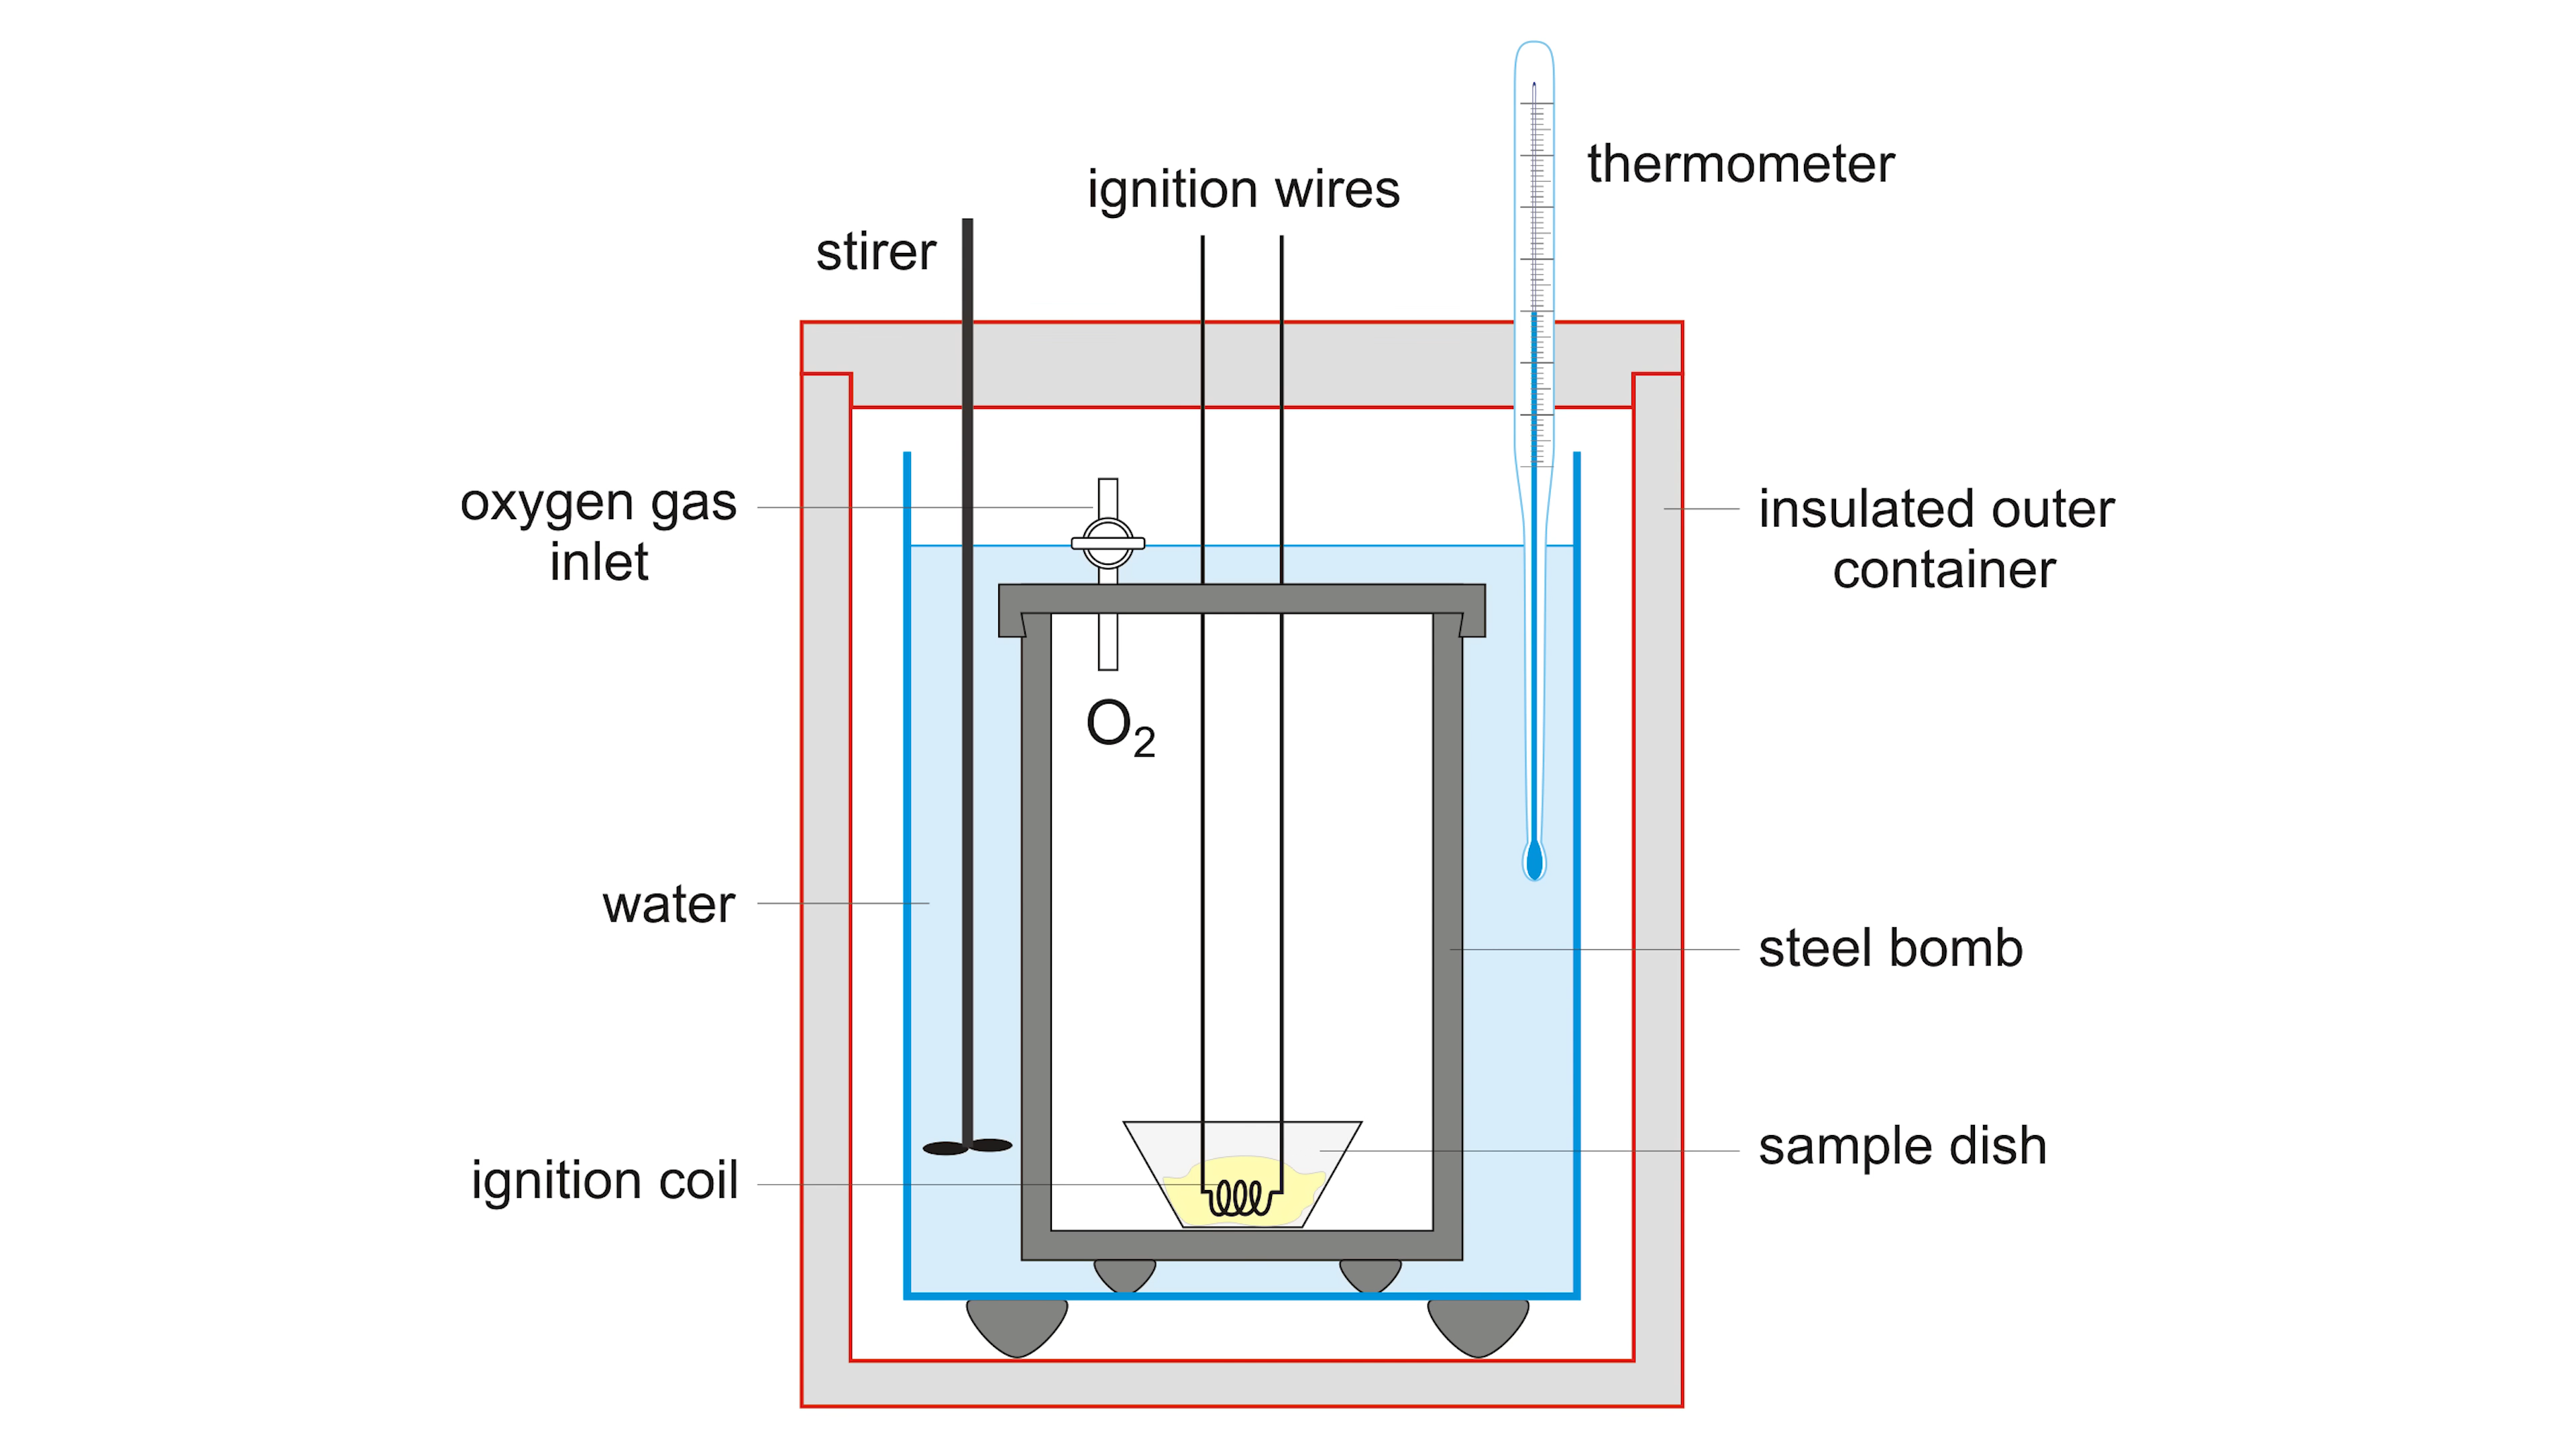 thermometer
ignition wires
stirer
oxygen gas
inlet
insulated outer
container
O₂
water
steel bomb
sample dish
ignition coil